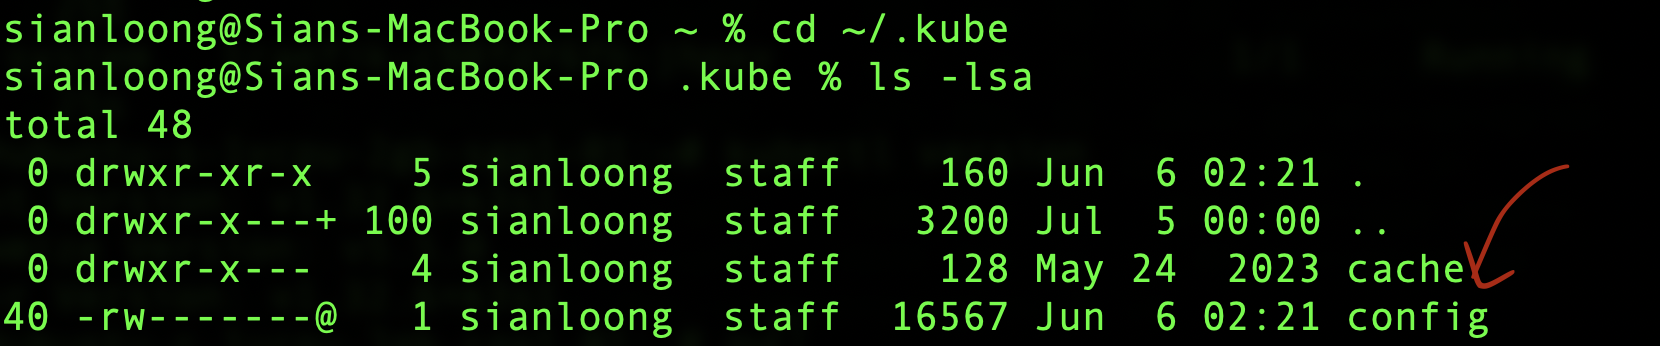 sianloong@Sians-MacBook-Pro ~ % cd ~/.kube
sianloong@Sians-MacBook-Pro .kube % ls -lsa
total 48
 0 drwxr-xr-x    5 sianloong  staff    160 Jun  6 02:21 .
 0 drwxr-x---+ 100 sianloong  staff   3200 Jul  5 00:00 ..
 0 drwxr-x---    4 sianloong  staff    128 May 24  2023 cache
40 -rw-------@   1 sianloong  staff  16567 Jun  6 02:21 config